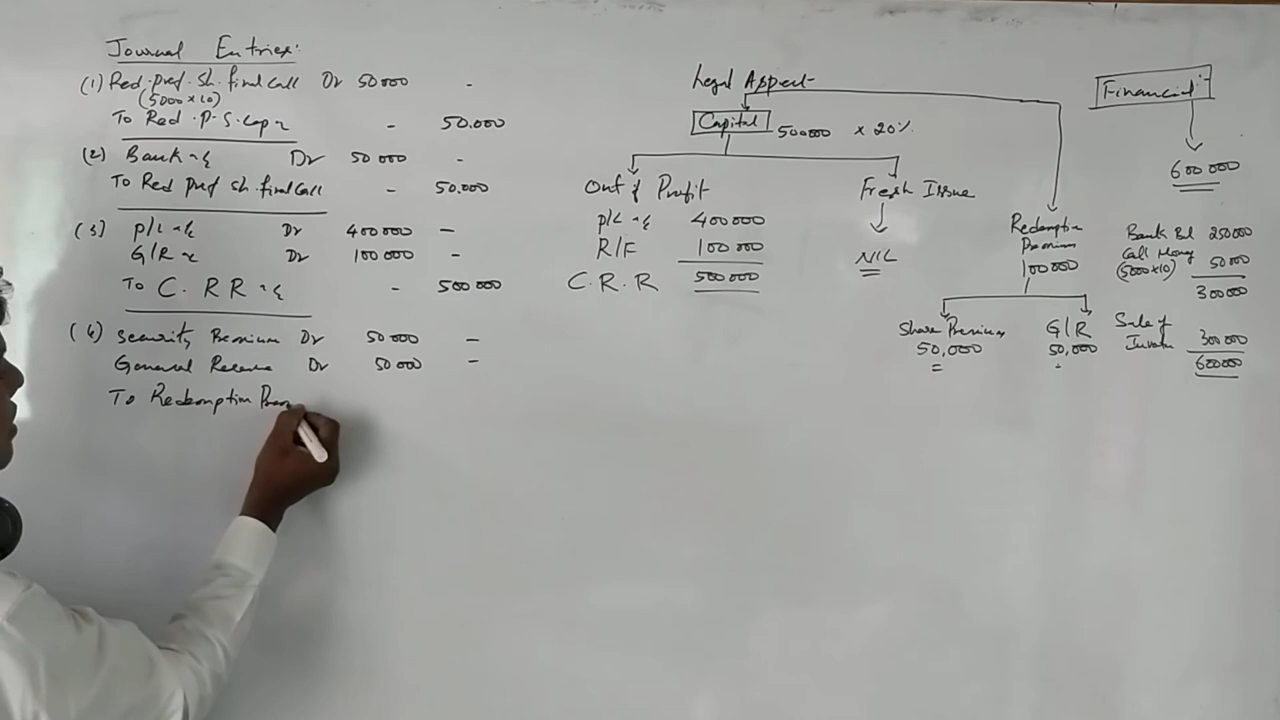 Journal Entries:
(1) Red. pref. sh. final call Dr 50000 -
(5000 x 10)
To Red. P. S. Cap - 50.000
(2) Bank Dr 50000 -
To Red pref sh. final call - 50.000
(3) P/L Dr 400000 -
G/R Dr 100000 -
To C. R R - 500000
(4) Security Premium Dr 50000 -
General Reserve Dr 50000 -
To Redemption Prem
Legal Aspect
Capital 500000 x 20%
Out of Profit
P/L 400000
R/F 100000
C. R. R 500000
Fresh Issue
NIL
Redemption
Premium
100000
Share Premium
50,000
G/R
50,000
Financial:-
600000
Bank Bal 250000
Call Money 50000
(5000x10)
300000
Sale of
300000
600000